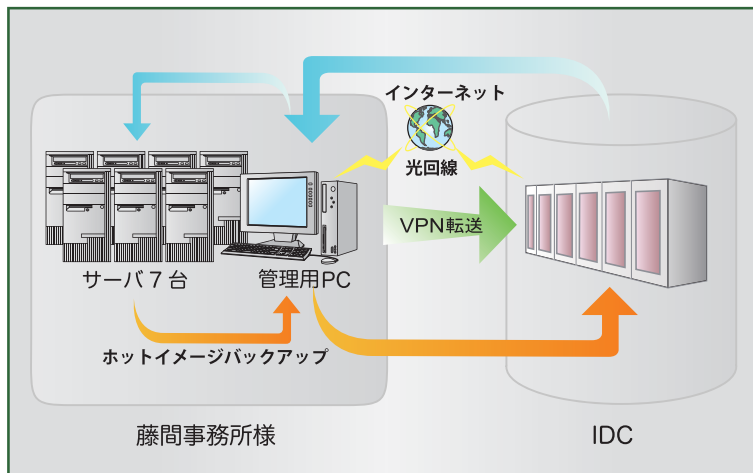 インターネット
光回線
VPN転送
サーバ7台
管理用PC
ホットイメージバックアップ
藤間事務所様
IDC